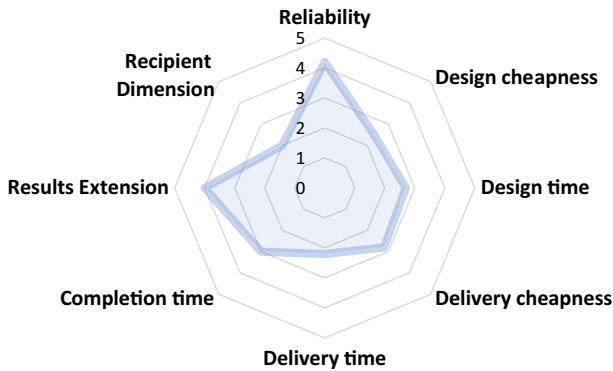 Reliability
5
Recipient
Dimension
4
Design cheapness
3
2
1
Results Extension
0
Design time
Completion time
Delivery cheapness
Delivery time